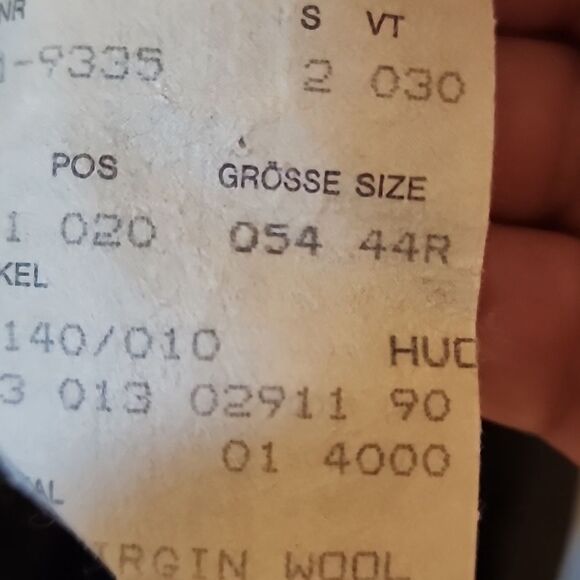 NR S VT
-9335 2 030
POS GRÖSSE SIZE
1 020 054 44R
KEL
140/010 HUC
3 013 02911 90
01 4000
AL
IRGIN WOOL